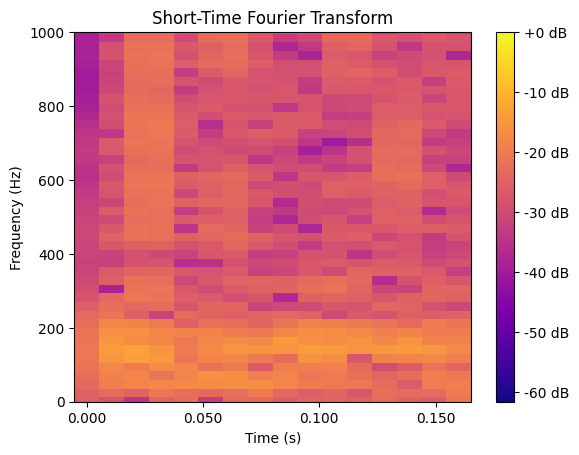 Short-Time Fourier Transform
1000
800
600
400
200
0
Frequency (Hz)
0.000
0.050
0.100
0.150
Time (s)
+0 dB
-10 dB
-20 dB
-30 dB
-40 dB
-50 dB
-60 dB